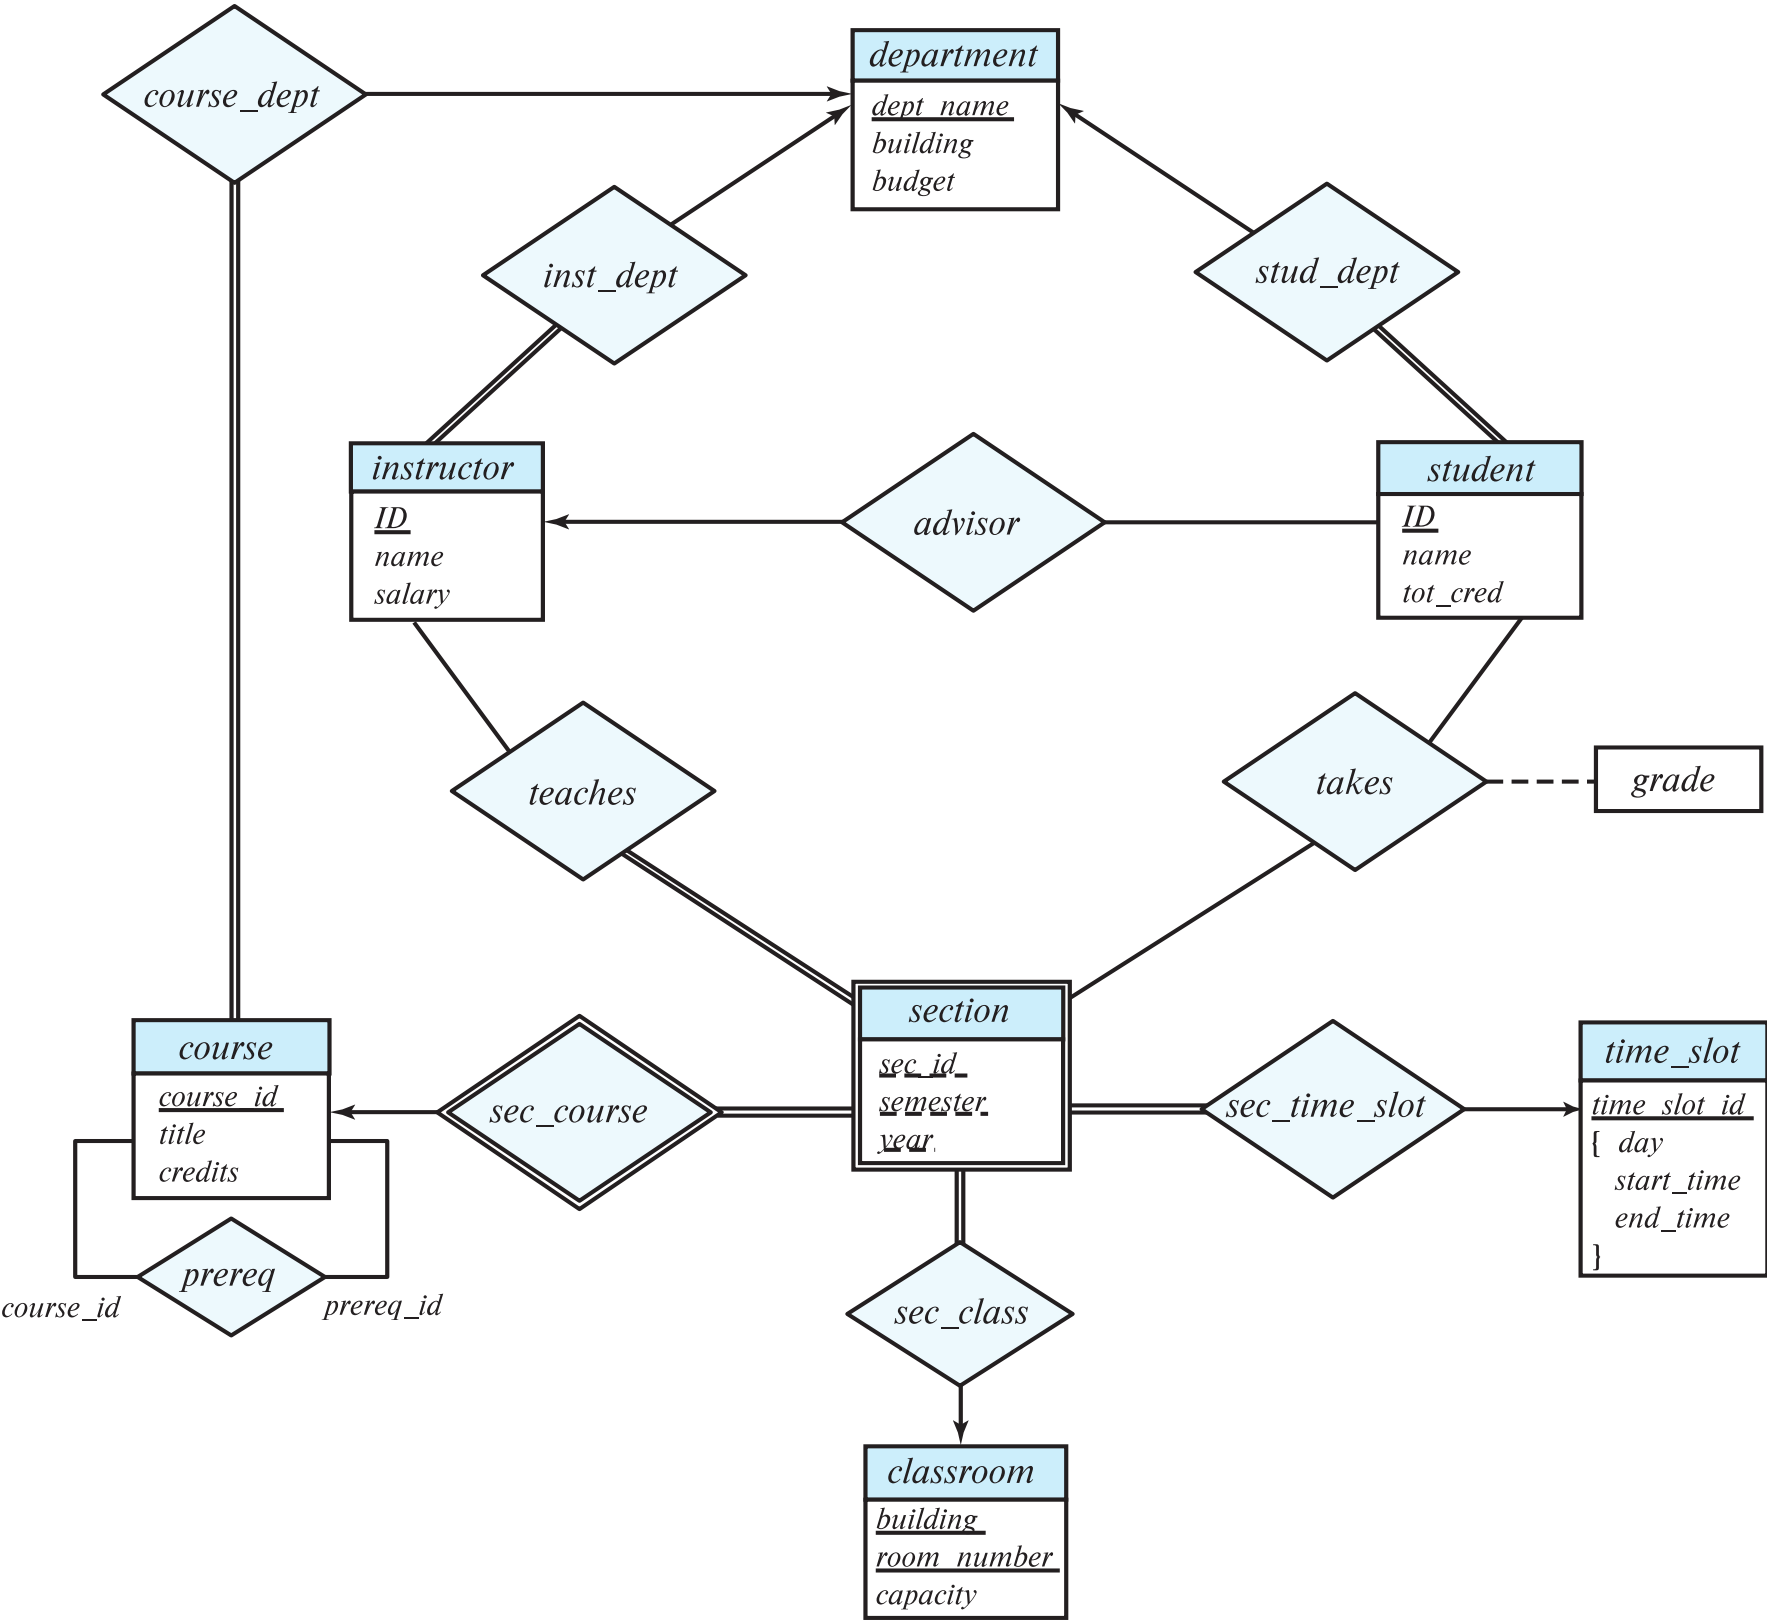 course_dept
department
dept_name
building
budget
inst_dept
stud_dept
instructor
ID
name
salary
advisor
student
ID
name
tot_cred
teaches
takes
grade
course
course_id
title
credits
sec_course
section
sec_id
semester
year
sec_time_slot
time_slot
time_slot_id
{ day
start_time
end_time
}
prereq
course_id
prereq_id
sec_class
classroom
building
room_number
capacity